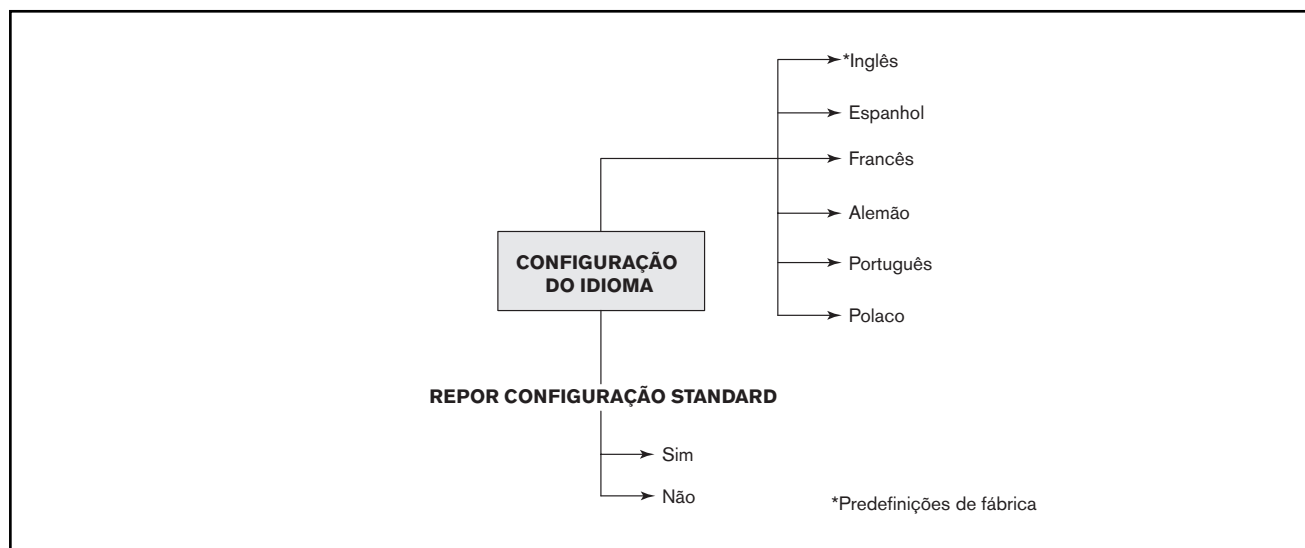 *Inglês
Espanhol
Francês
Alemão
Português
Polaco
CONFIGURAÇÃO
DO IDIOMA
REPOR CONFIGURAÇÃO STANDARD
Sim
Não
*Predefinições de fábrica